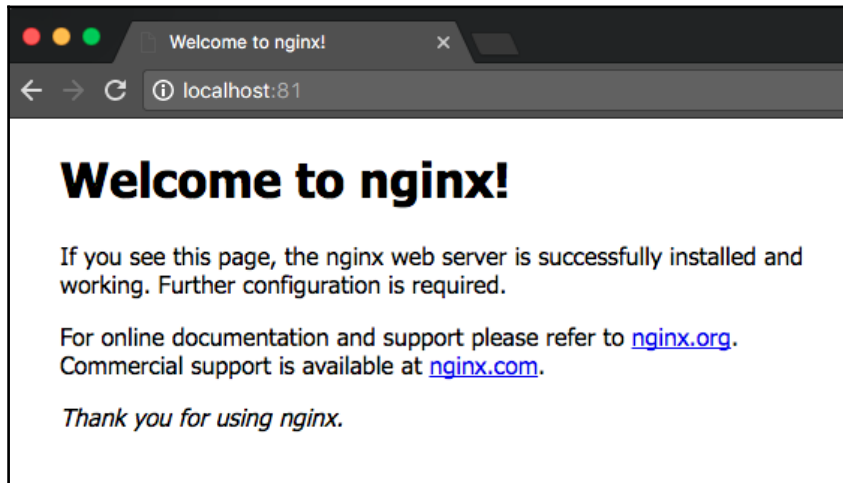 Welcome to nginx!
localhost:81
Welcome to nginx!
If you see this page, the nginx web server is successfully installed and
working. Further configuration is required.
For online documentation and support please refer to nginx.org.
Commercial support is available at nginx.com.
Thank you for using nginx.